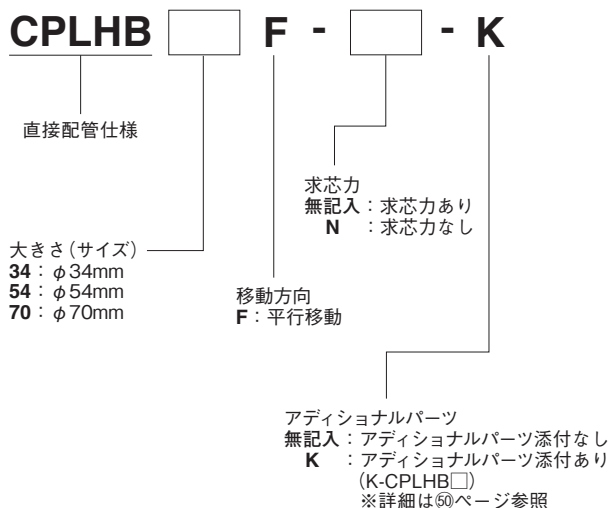 CPLHB□F-□-K
直接配管仕様
求芯力
無記入：求芯力あり
N：求芯力なし
大きさ（サイズ）
34：φ34mm
54：φ54mm
70：φ70mm
移動方向
F：平行移動
アディショナルパーツ
無記入：アディショナルパーツ添付なし
K：アディショナルパーツ添付あり
（K-CPLHB□）
※詳細は㊿ページ参照